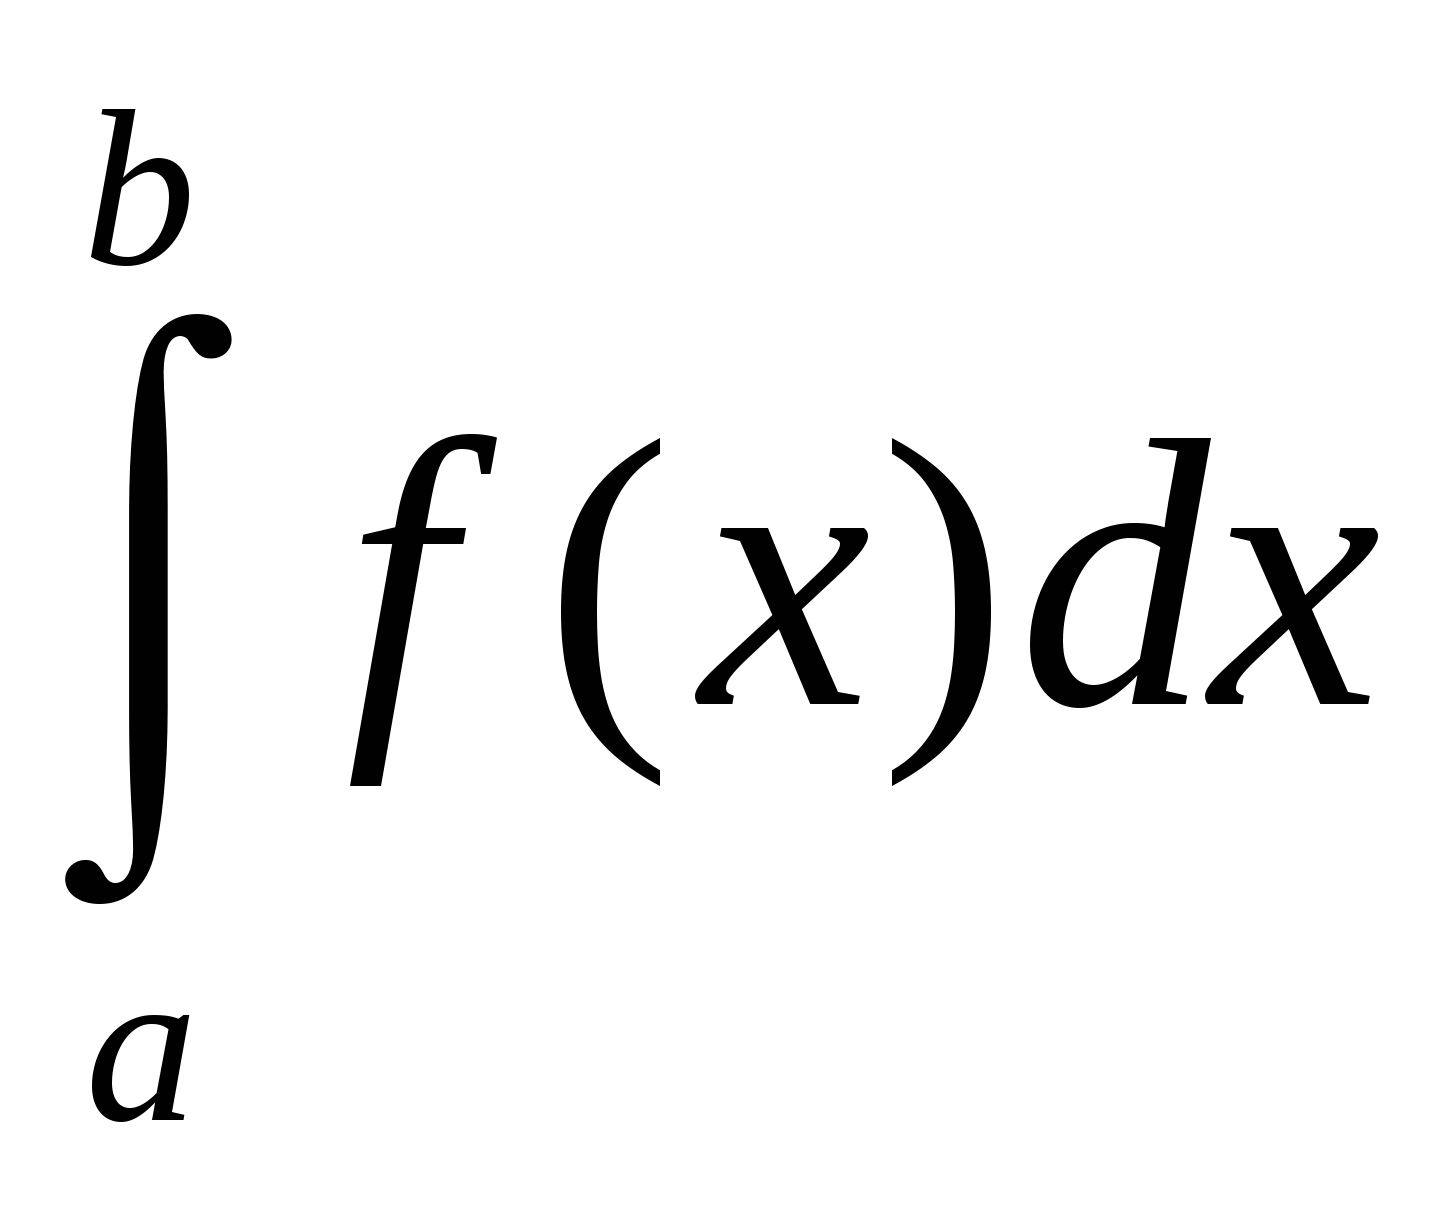 b
∫ f (x)dx
a